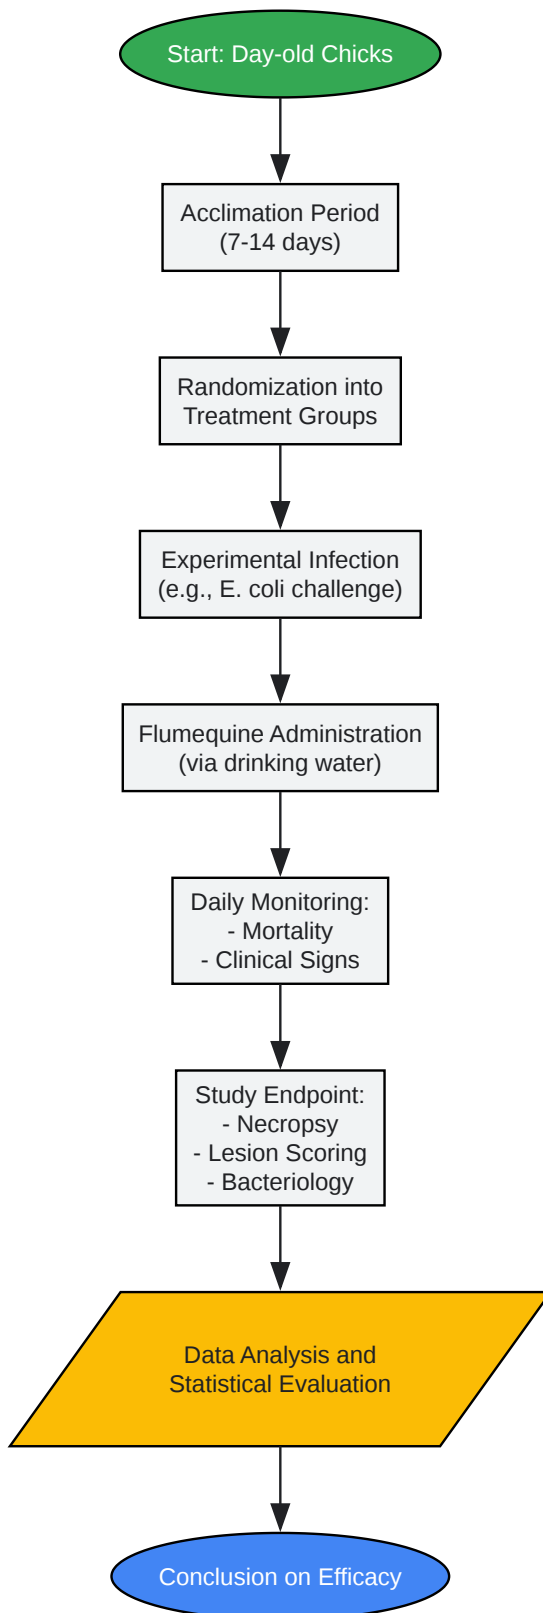 Start: Day-old Chicks
Acclimation Period
(7-14 days)
Randomization into
Treatment Groups
Experimental Infection
(e.g., E. coli challenge)
Flumequine Administration
(via drinking water)
Daily Monitoring:
- Mortality
- Clinical Signs
Study Endpoint:
- Necropsy
- Lesion Scoring
- Bacteriology
Data Analysis and
Statistical Evaluation
Conclusion on Efficacy